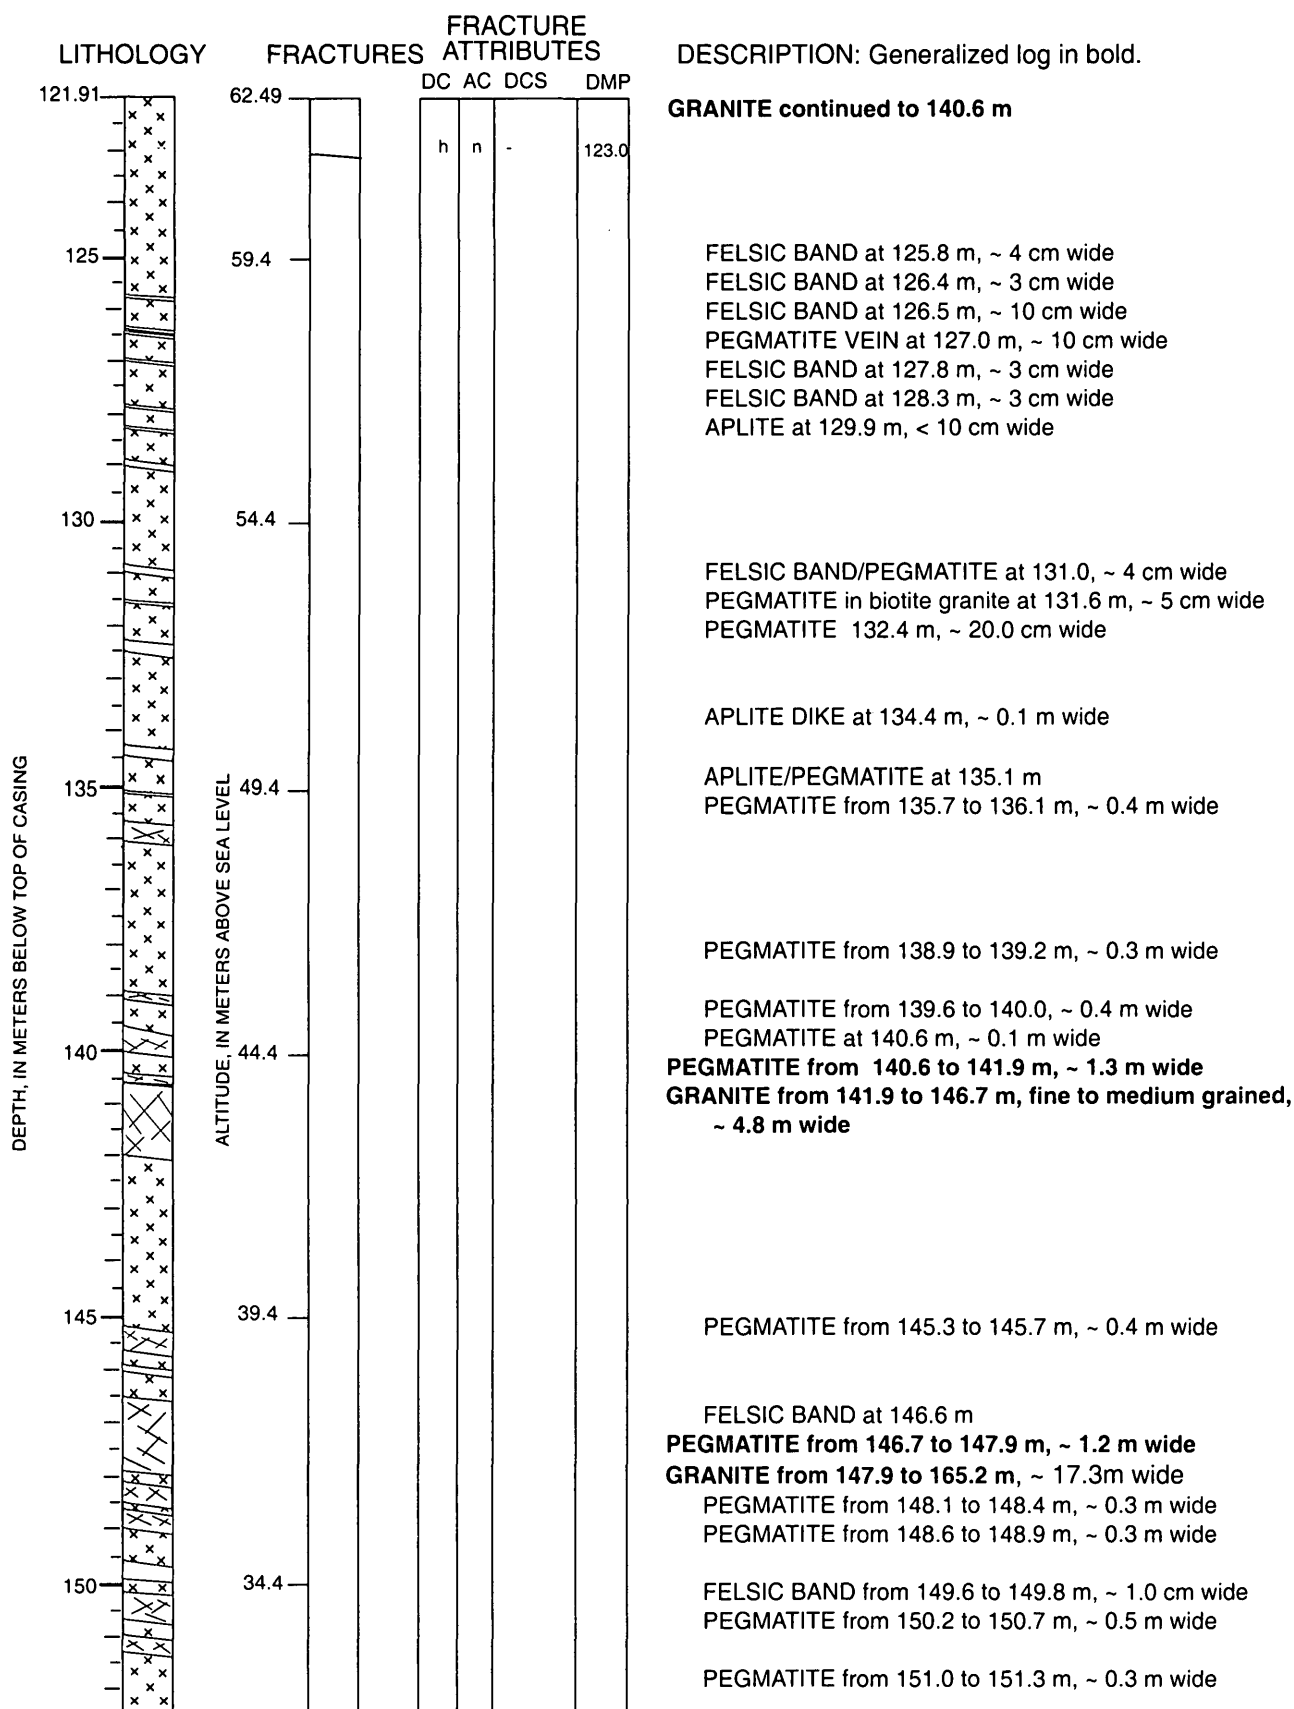 LITHOLOGY
FRACTURES
FRACTURE
ATTRIBUTES
DC AC DCS DMP
DESCRIPTION: Generalized log in bold.
121.91
62.49
GRANITE continued to 140.6 m
h n - 123.0
125
59.4
FELSIC BAND at 125.8 m, ~ 4 cm wide
FELSIC BAND at 126.4 m, ~ 3 cm wide
FELSIC BAND at 126.5 m, ~ 10 cm wide
PEGMATITE VEIN at 127.0 m, ~ 10 cm wide
FELSIC BAND at 127.8 m, ~ 3 cm wide
FELSIC BAND at 128.3 m, ~ 3 cm wide
APLITE at 129.9 m, < 10 cm wide
130
54.4
FELSIC BAND/PEGMATITE at 131.0, ~ 4 cm wide
PEGMATITE in biotite granite at 131.6 m, ~ 5 cm wide
PEGMATITE 132.4 m, ~ 20.0 cm wide
APLITE DIKE at 134.4 m, ~ 0.1 m wide
DEPTH, IN METERS BELOW TOP OF CASING
135
ALTITUDE, IN METERS ABOVE SEA LEVEL
49.4
APLITE/PEGMATITE at 135.1 m
PEGMATITE from 135.7 to 136.1 m, ~ 0.4 m wide
PEGMATITE from 138.9 to 139.2 m, ~ 0.3 m wide
PEGMATITE from 139.6 to 140.0, ~ 0.4 m wide
140
44.4
PEGMATITE at 140.6 m, ~ 0.1 m wide
PEGMATITE from 140.6 to 141.9 m, ~ 1.3 m wide
GRANITE from 141.9 to 146.7 m, fine to medium grained,
~ 4.8 m wide
145
39.4
PEGMATITE from 145.3 to 145.7 m, ~ 0.4 m wide
FELSIC BAND at 146.6 m
PEGMATITE from 146.7 to 147.9 m, ~ 1.2 m wide
GRANITE from 147.9 to 165.2 m, ~ 17.3m wide
PEGMATITE from 148.1 to 148.4 m, ~ 0.3 m wide
PEGMATITE from 148.6 to 148.9 m, ~ 0.3 m wide
150
34.4
FELSIC BAND from 149.6 to 149.8 m, ~ 1.0 cm wide
PEGMATITE from 150.2 to 150.7 m, ~ 0.5 m wide
PEGMATITE from 151.0 to 151.3 m, ~ 0.3 m wide